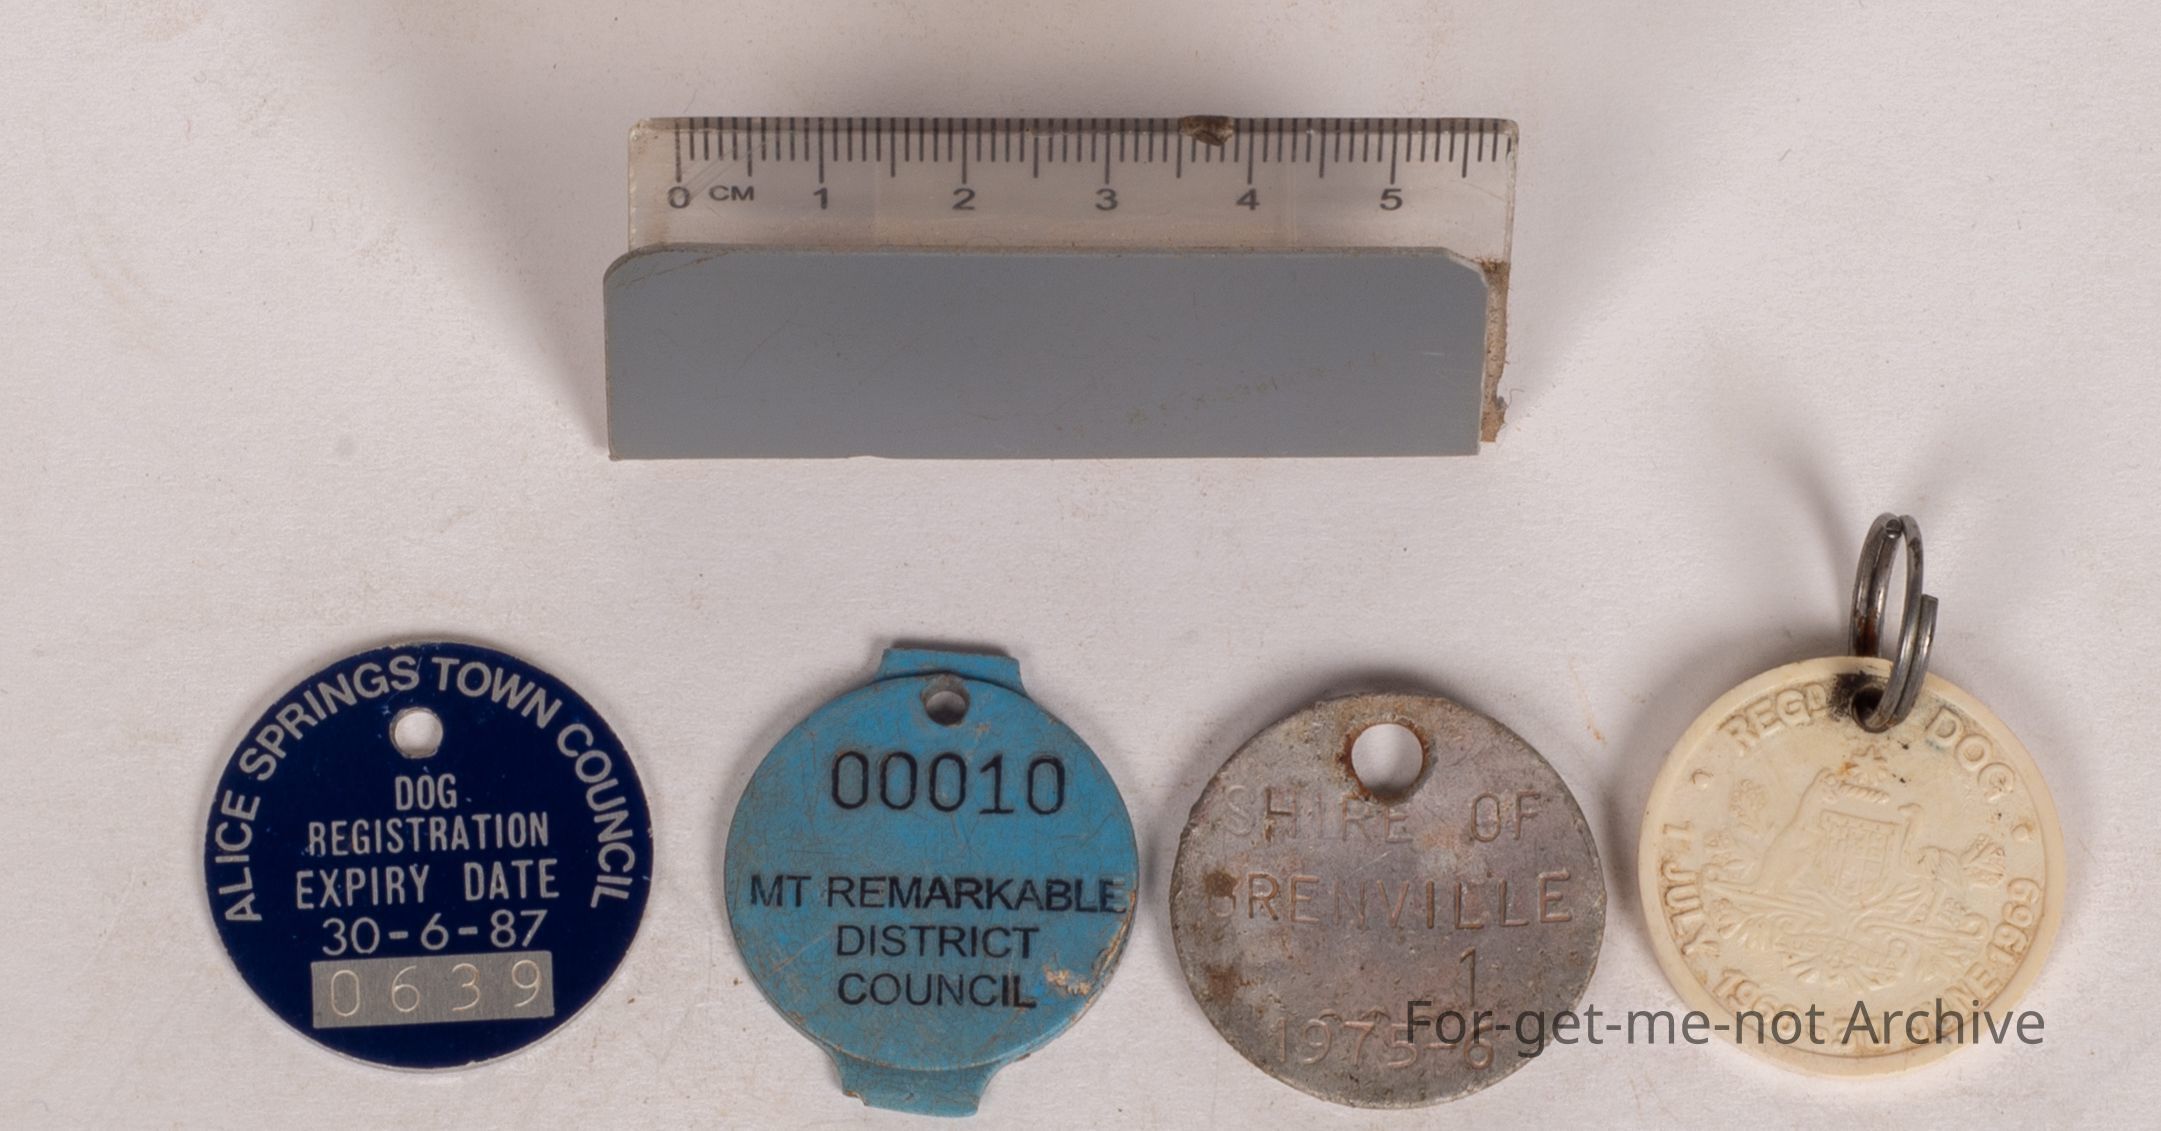 0 CM 1 2 3 4 5
ALICE SPRINGS TOWN COUNCIL
DOG
REGISTRATION
EXPIRY DATE
30-6-87
0639
00010
MT REMARKABLE
DISTRICT
COUNCIL
SHIRE OF
GRENVILLE
1
1975-6
REGD DOG
1 JULY 1968
JUNE 1969
For-get-me-not Archive